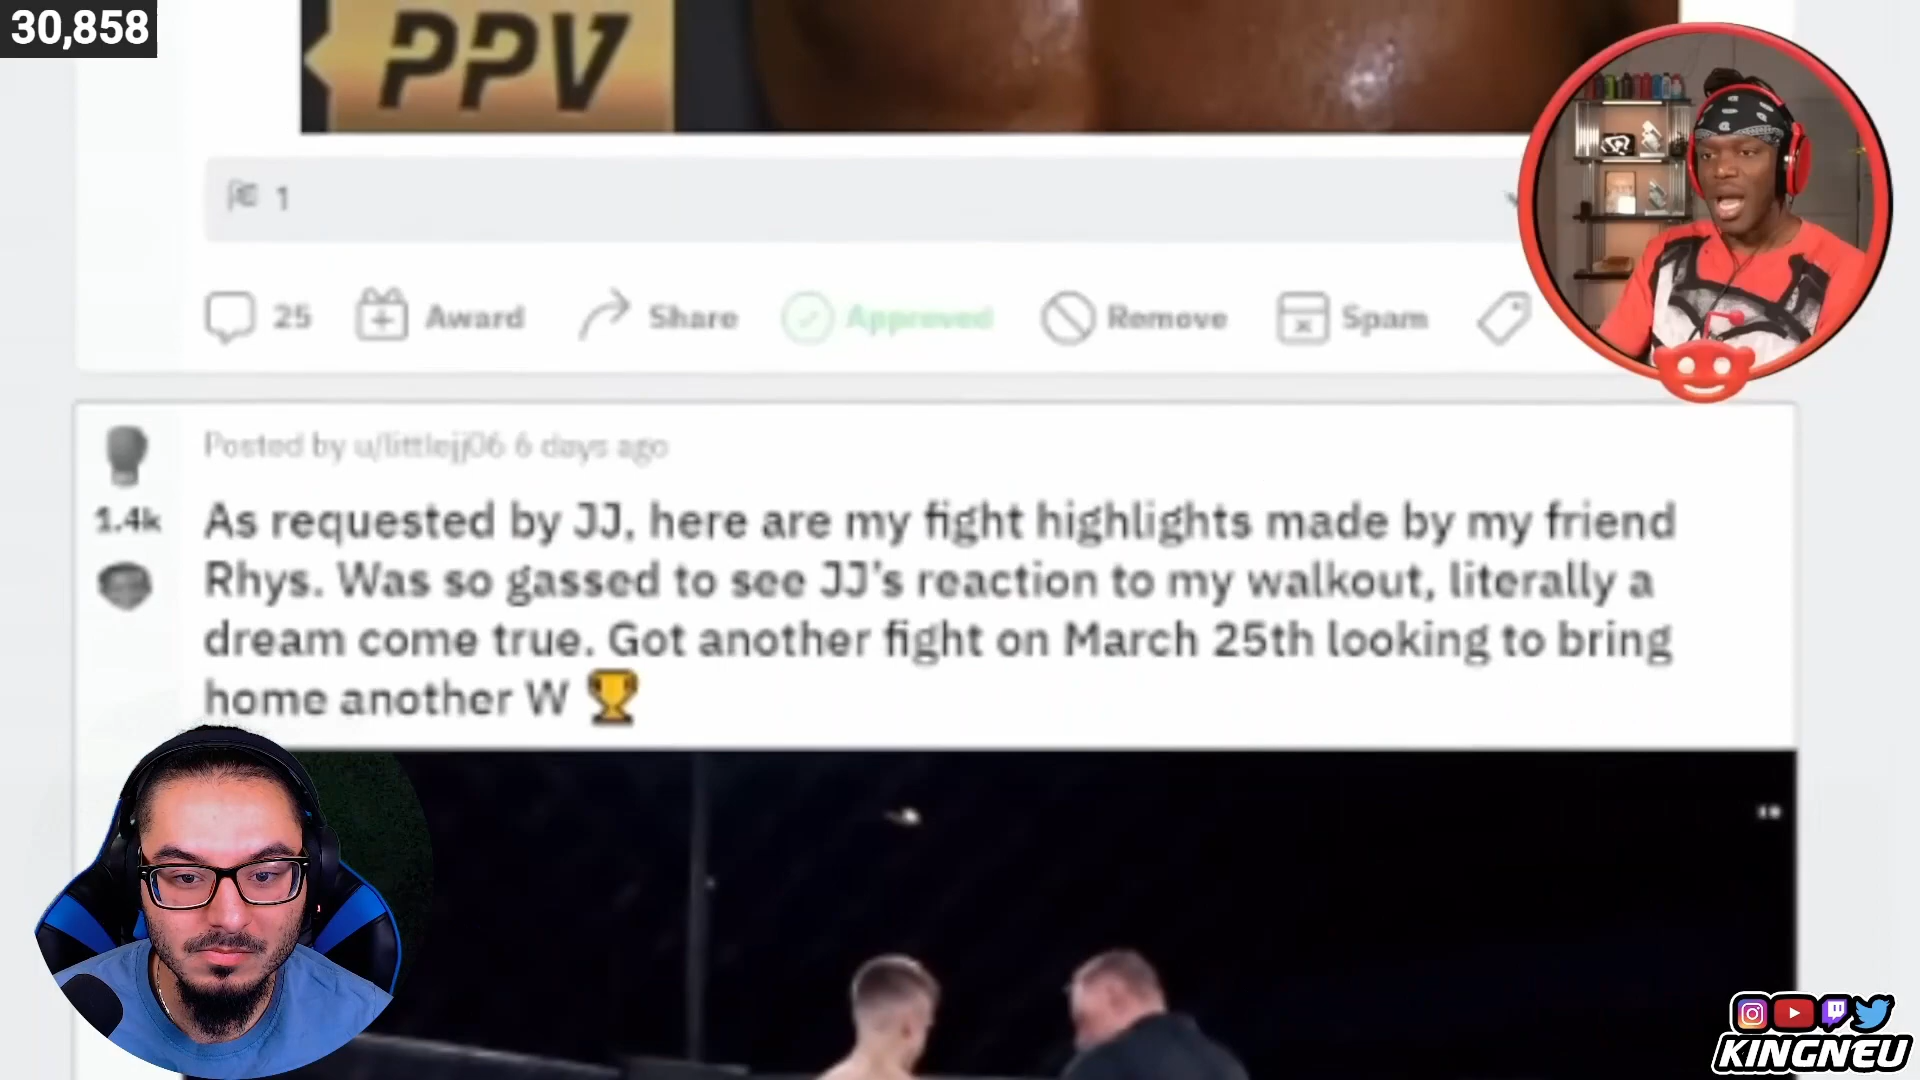 30,858
PPV
1
25
Award
Share
Approved
Remove
Spam
Posted by u/littlejj06 6 days ago
1.4k
As requested by JJ, here are my fight highlights made by my friend
Rhys. Was so gassed to see JJ's reaction to my walkout, literally a
dream come true. Got another fight on March 25th looking to bring
home another W 🏆
KINGNEU